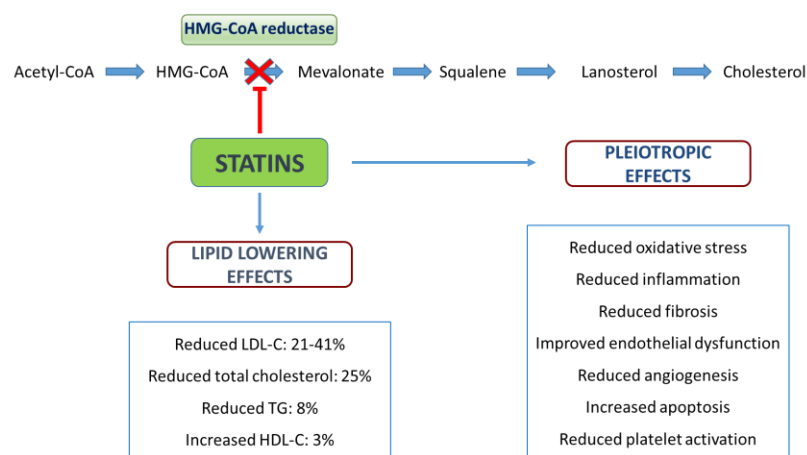 HMG-CoA reductase
Acetyl-CoA HMG-CoA Mevalonate Squalene Lanosterol Cholesterol
STATINS
PLEIOTROPIC
EFFECTS
LIPID LOWERING
EFFECTS
Reduced LDL-C: 21-41%
Reduced total cholesterol: 25%
Reduced TG: 8%
Increased HDL-C: 3%
Reduced oxidative stress
Reduced inflammation
Reduced fibrosis
Improved endothelial dysfunction
Reduced angiogenesis
Increased apoptosis
Reduced platelet activation